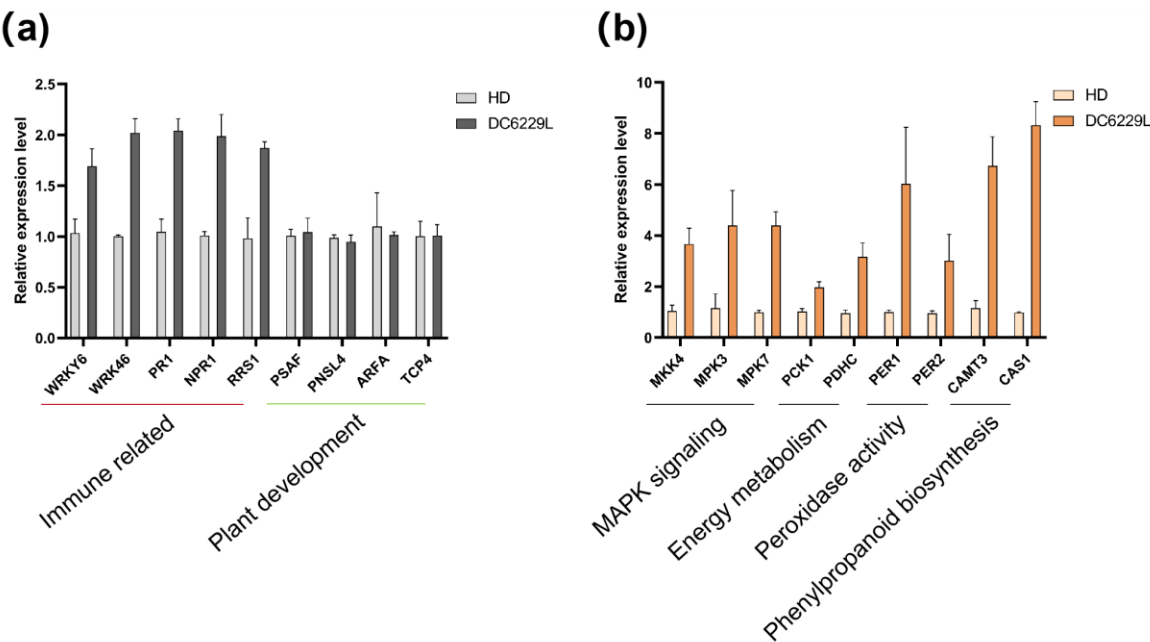 (a)
Relative expression level
2.5
2.0
1.5
1.0
0.5
0.0
HD
DC6229L
WRKY6
WRK46
PR1
NPR1
RRS1
PSAF
PNSL4
ARFA
TCP4
Immune related
Plant development
(b)
Relative expression level
10
8
6
4
2
0
HD
DC6229L
MKK4
MPK3
MPK7
PCK1
PDHC
PER1
PER2
CAMT3
CAS1
MAPK signaling
Energy metabolism
Peroxidase activity
Phenylpropanoid biosynthesis